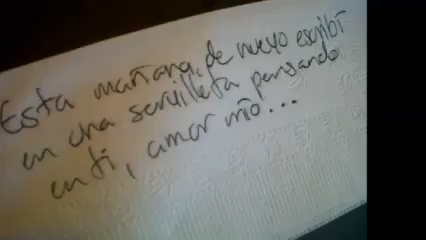 Esta mañana, de nuevo escribí
en una servilleta pensando
en ti, amor mío...